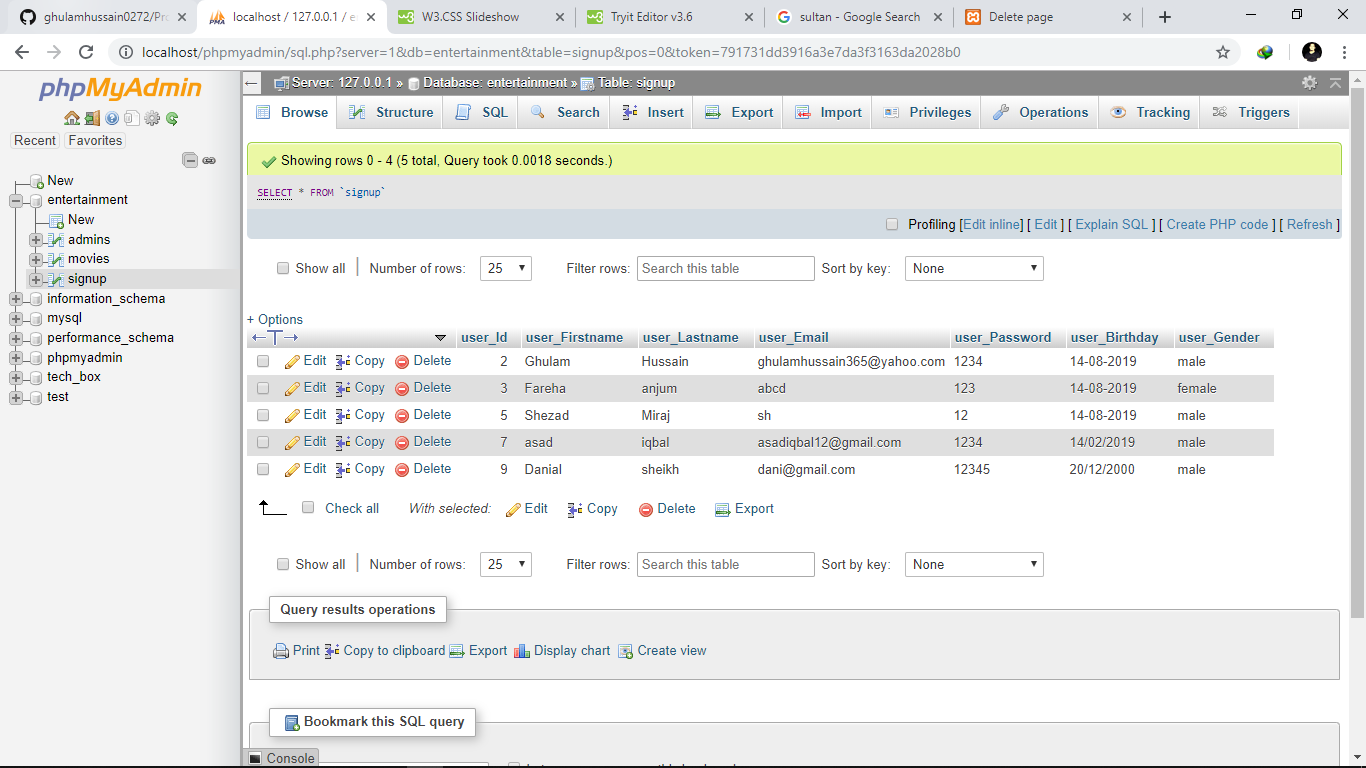 ghulamhussain0272/Pro
localhost / 127.0.0.1 / e
W3.CSS Slideshow
Tryit Editor v3.6
sultan - Google Search
Delete page
localhost/phpmyadmin/sql.php?server=1&db=entertainment&table=signup&pos=0&token=791731dd3916a3e7da3f3163da2028b0
phpMyAdmin
Recent Favorites
New
entertainment
New
admins
movies
signup
information_schema
mysql
performance_schema
phpmyadmin
tech_box
test
Server: 127.0.0.1 » Database: entertainment » Table: signup
Browse Structure SQL Search Insert Export Import Privileges Operations Tracking Triggers
Showing rows 0 - 4 (5 total, Query took 0.0018 seconds.)
SELECT * FROM `signup`
Profiling [Edit inline] [ Edit ] [ Explain SQL ] [ Create PHP code ] [ Refresh ]
Show all Number of rows: 25 Filter rows: Search this table Sort by key: None
+ Options
user_Id user_Firstname user_Lastname user_Email user_Password user_Birthday user_Gender
Edit Copy Delete 2 Ghulam Hussain ghulamhussain365@yahoo.com 1234 14-08-2019 male
Edit Copy Delete 3 Fareha anjum abcd 123 14-08-2019 female
Edit Copy Delete 5 Shezad Miraj sh 12 14-08-2019 male
Edit Copy Delete 7 asad iqbal asadiqbal12@gmail.com 1234 14/02/2019 male
Edit Copy Delete 9 Danial sheikh dani@gmail.com 12345 20/12/2000 male
Check all With selected: Edit Copy Delete Export
Show all Number of rows: 25 Filter rows: Search this table Sort by key: None
Query results operations
Print Copy to clipboard Export Display chart Create view
Bookmark this SQL query
Console